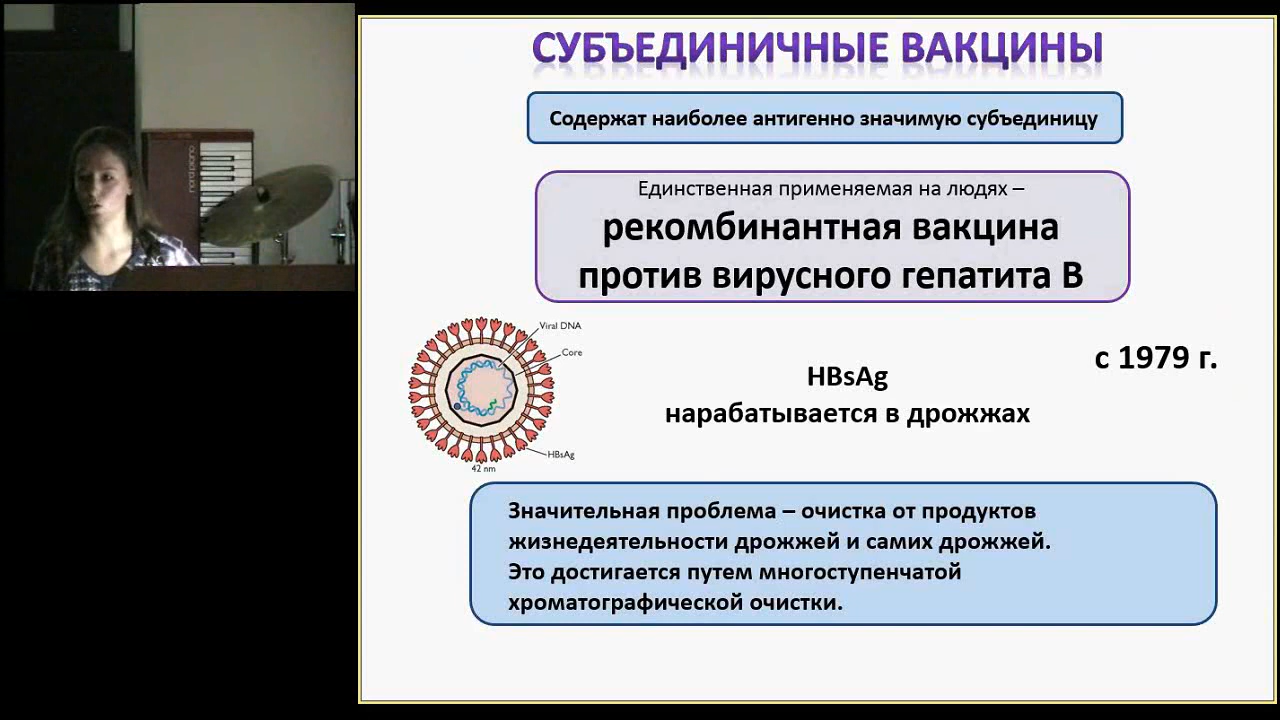 СУБЪЕДИНИЧНЫЕ ВАКЦИНЫ
Содержат наиболее антигенно значимую субъединицу
Единственная применяемая на людях –
рекомбинантная вакцина
против вирусного гепатита В
Viral DNA
Core
HBsAg
42 nm
с 1979 г.
HBsAg
нарабатывается в дрожжах
Значительная проблема – очистка от продуктов
жизнедеятельности дрожжей и самих дрожжей.
Это достигается путем многоступенчатой
хроматографической очистки.
nord piano